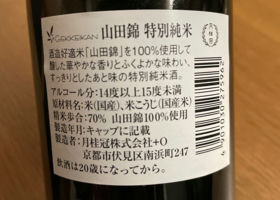 GEKKEIKAN 山田錦 特別純米
酒造好適米「山田錦」を100%使用して
醸した華やかな香りとふくよかな味わい、
すっきりとしたあと味の特別純米酒。
アルコール分:14度以上15度未満
原材料名:米(国産)、米こうじ(国産米)
精米歩合:70% 山田錦100%使用
製造年月:キャップに記載
製造者:月桂冠株式会社+O
京都市伏見区南浜町247
飲酒は20歳になってから。